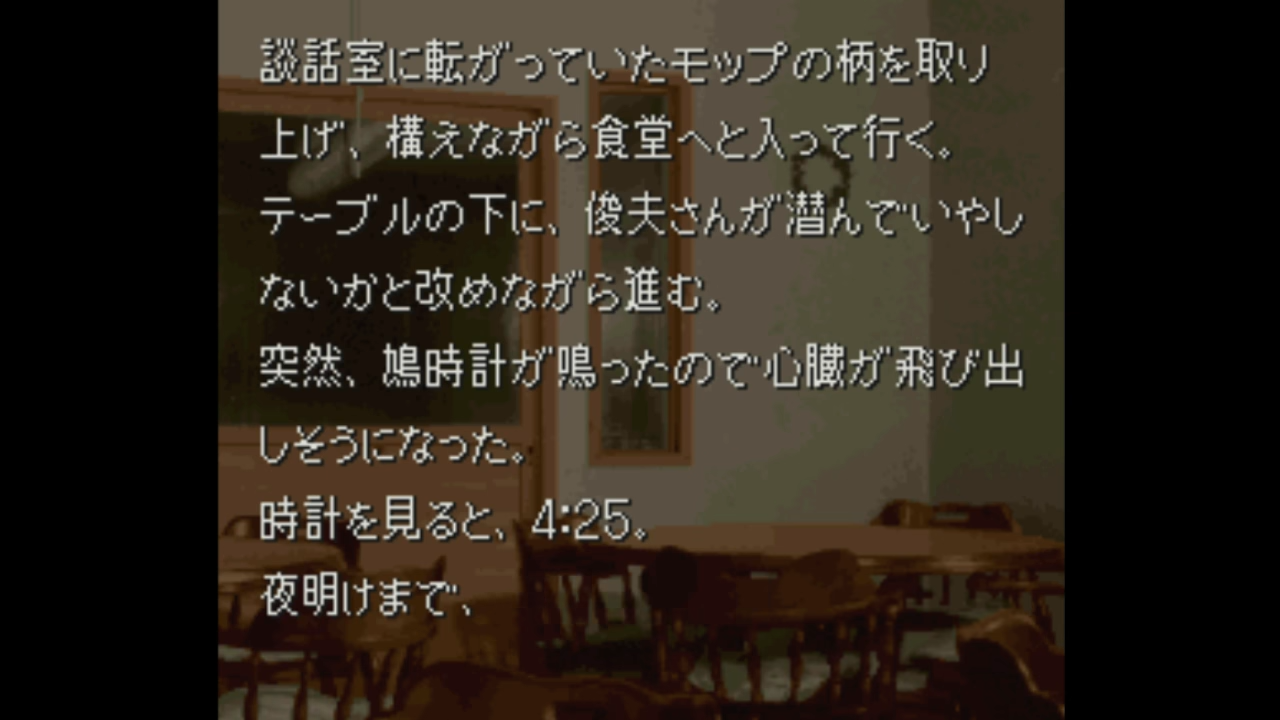 談話室に転がっていたモップの柄を取り
上げ、構えながら食堂へと入って行く。
テーブルの下に、俊夫さんが潜んでいやし
ないかと改めながら進む。
突然、鳩時計が鳴ったので心臓が飛び出
しそうになった。
時計を見ると、4:25。
夜明けまで、